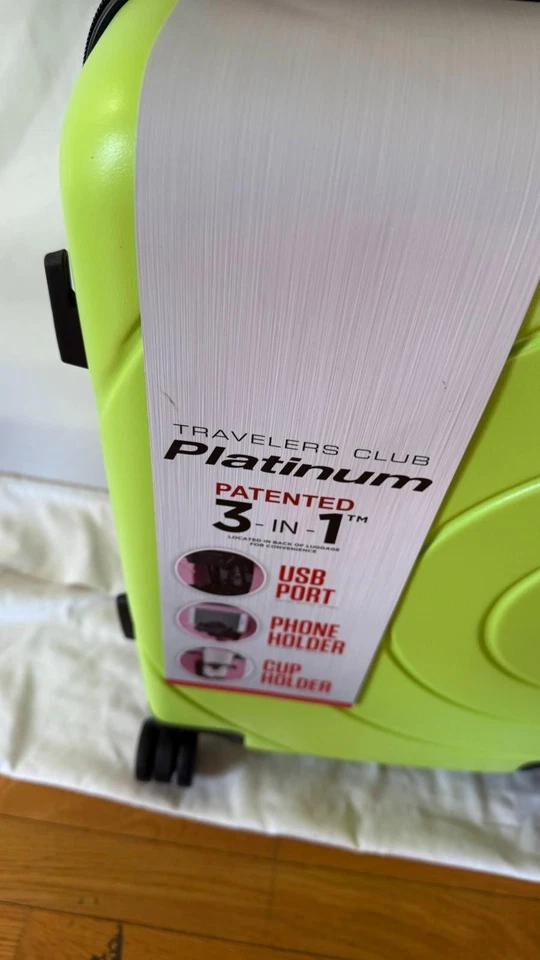 TRAVELERS CLUB
Platinum
PATENTED
3-IN-1™
LOCATED IN BACK OF LUGGAGE
FOR CONVENIENCE
USB
PORT
PHONE
HOLDER
CUP
HOLDER